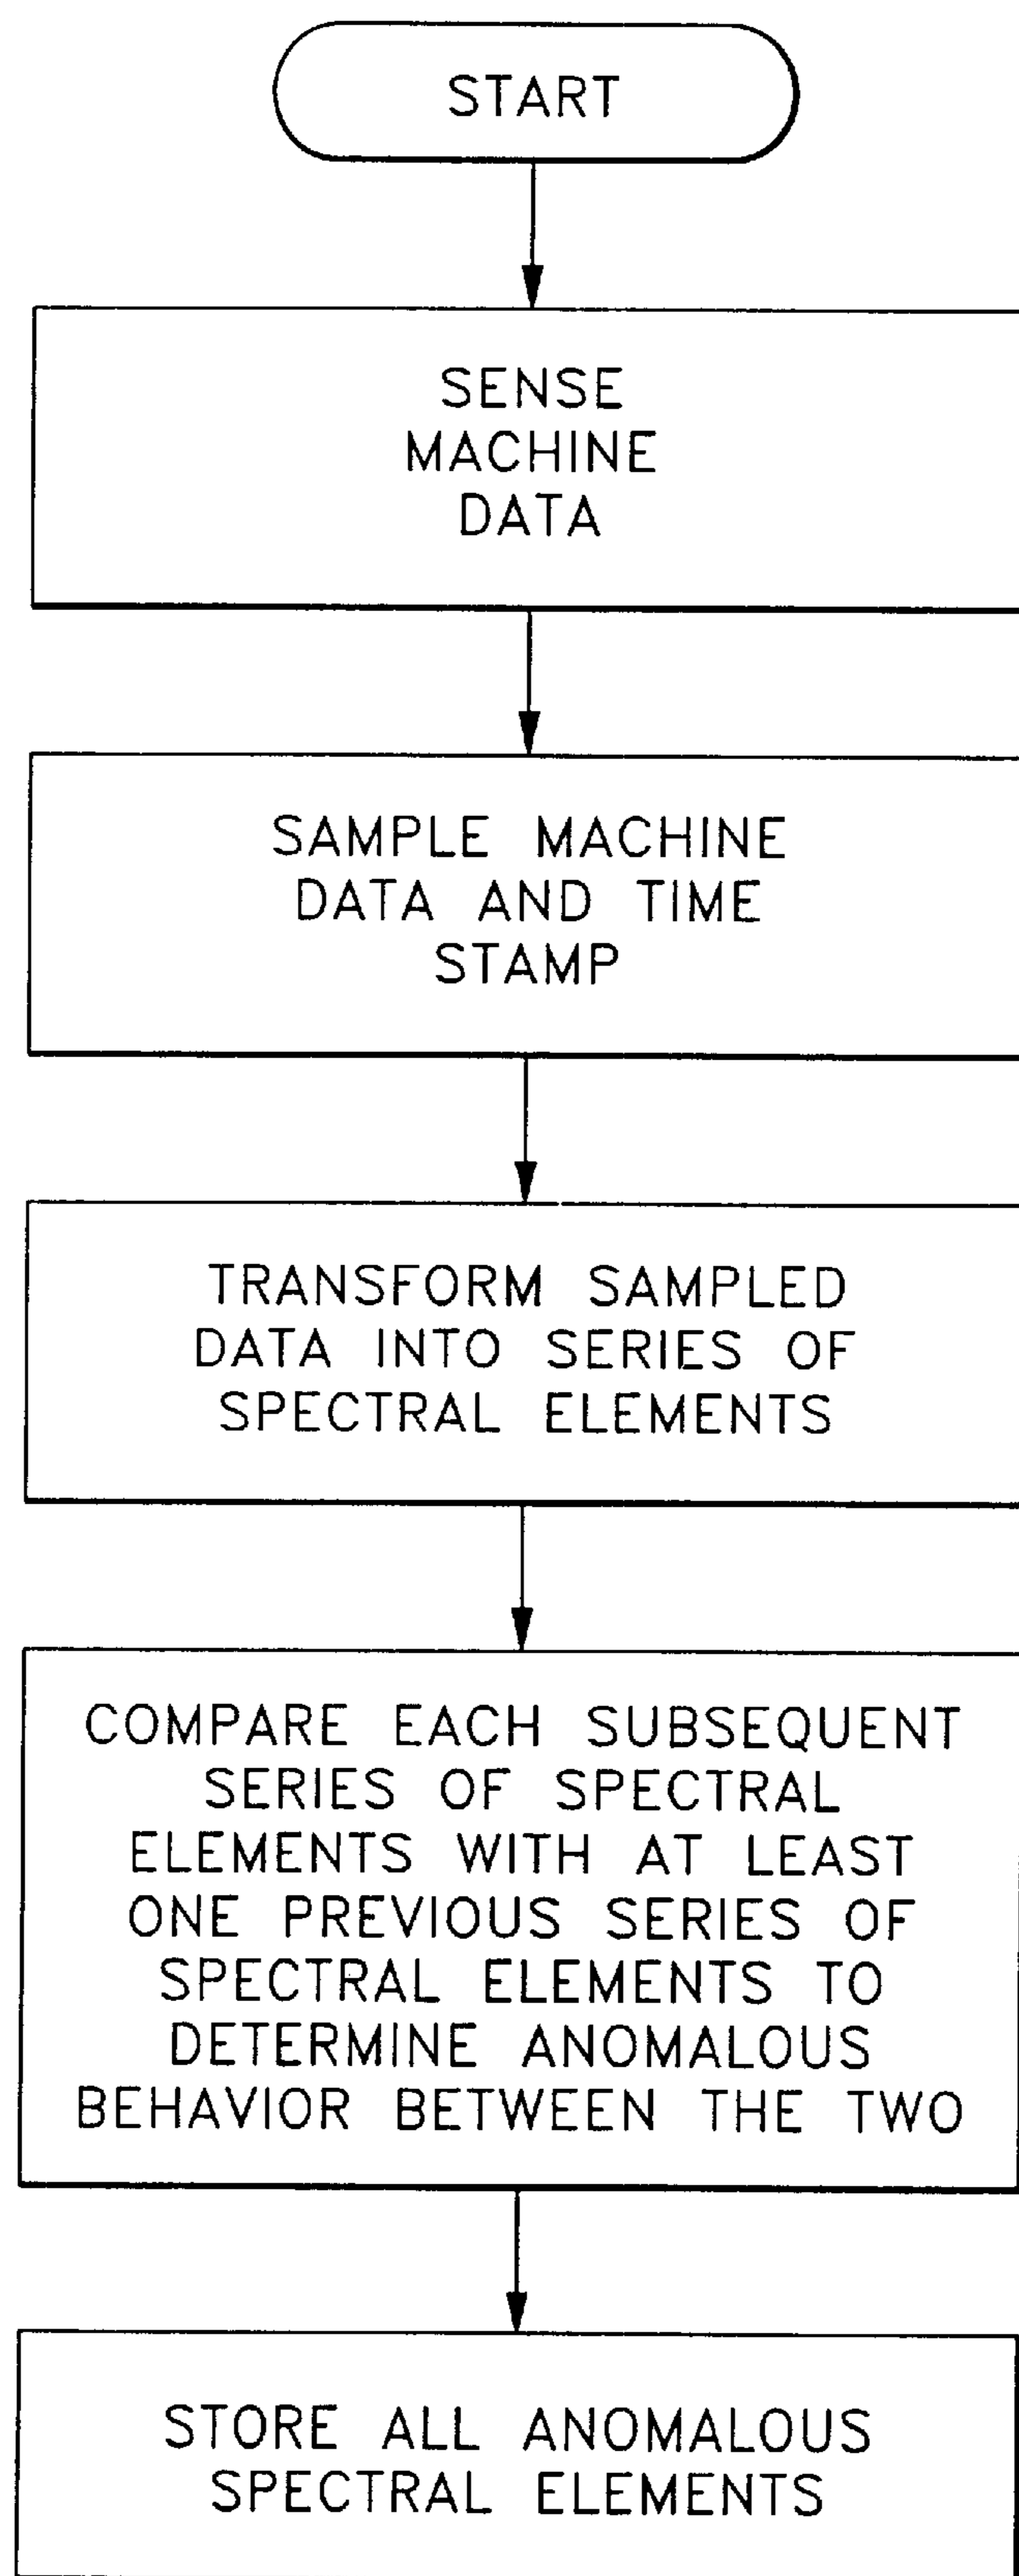 START
SENSE
MACHINE
DATA
SAMPLE MACHINE
DATA AND TIME
STAMP
TRANSFORM SAMPLED
DATA INTO SERIES OF
SPECTRAL ELEMENTS
COMPARE EACH SUBSEQUENT
SERIES OF SPECTRAL
ELEMENTS WITH AT LEAST
ONE PREVIOUS SERIES OF
SPECTRAL ELEMENTS TO
DETERMINE ANOMALOUS
BEHAVIOR BETWEEN THE TWO
STORE ALL ANOMALOUS
SPECTRAL ELEMENTS